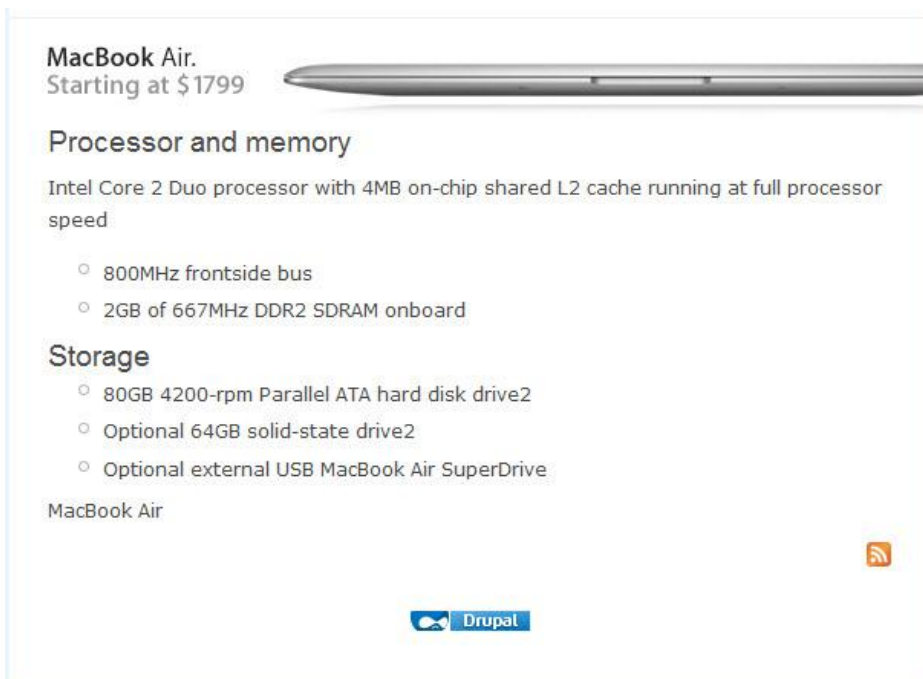 MacBook Air.
Starting at $1799
Processor and memory
Intel Core 2 Duo processor with 4MB on-chip shared L2 cache running at full processor
speed
800MHz frontside bus
2GB of 667MHz DDR2 SDRAM onboard
Storage
80GB 4200-rpm Parallel ATA hard disk drive2
Optional 64GB solid-state drive2
Optional external USB MacBook Air SuperDrive
MacBook Air
Drupal